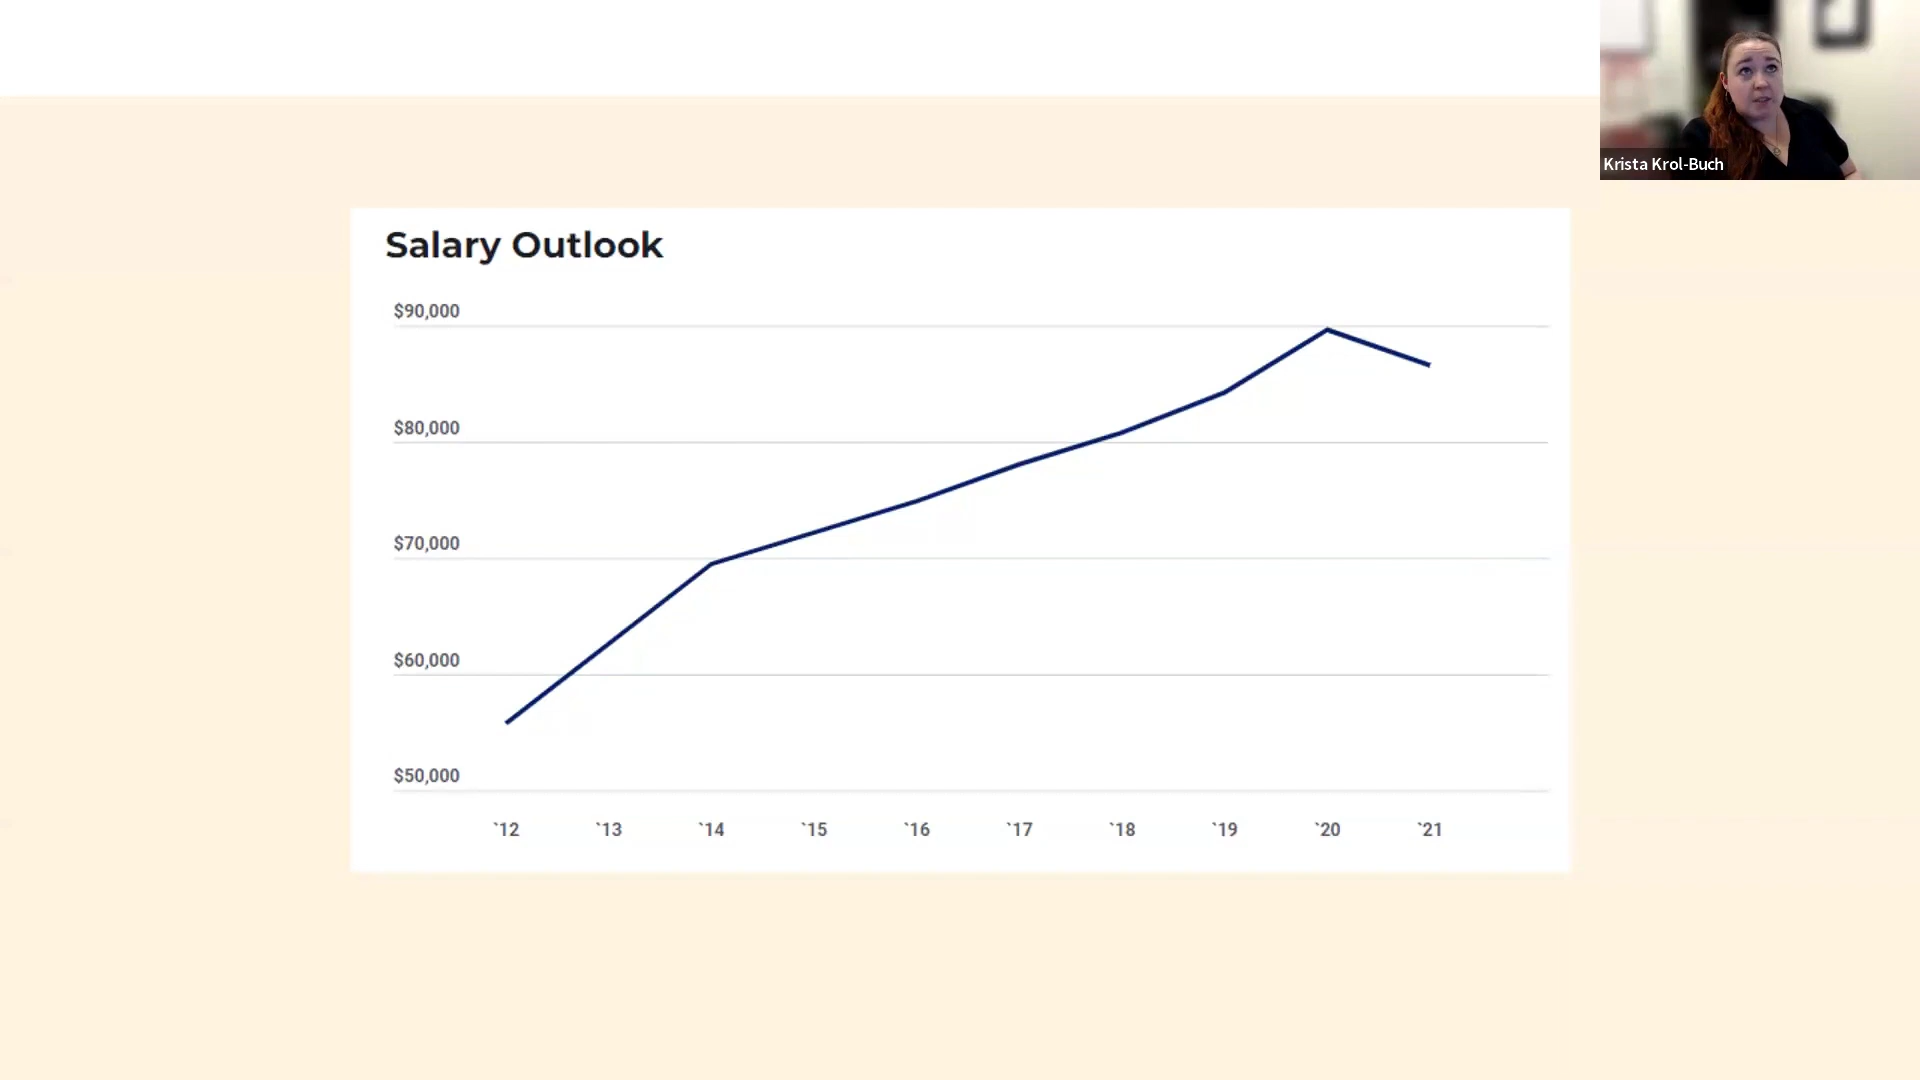 Krista Krol-Buch
Salary Outlook
$90,000
$80,000
$70,000
$60,000
$50,000
`12 `13 `14 `15 `16 `17 `18 `19 `20 `21